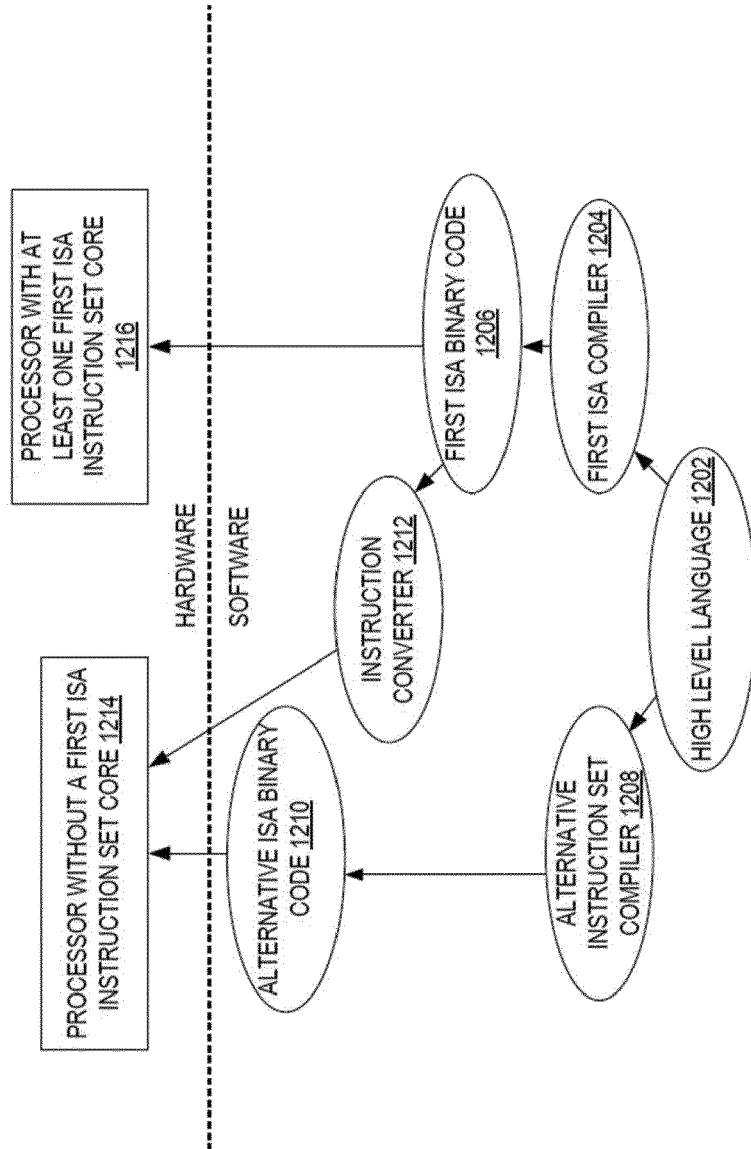 PROCESSOR WITHOUT A FIRST ISA
INSTRUCTION SET CORE 1214
PROCESSOR WITH AT
LEAST ONE FIRST ISA
INSTRUCTION SET CORE
1216
HARDWARE
SOFTWARE
ALTERNATIVE ISA BINARY
CODE 1210
INSTRUCTION
CONVERTER 1212
FIRST ISA BINARY CODE
1206
ALTERNATIVE
INSTRUCTION SET
COMPILER 1208
FIRST ISA COMPILER 1204
HIGH LEVEL LANGUAGE 1202